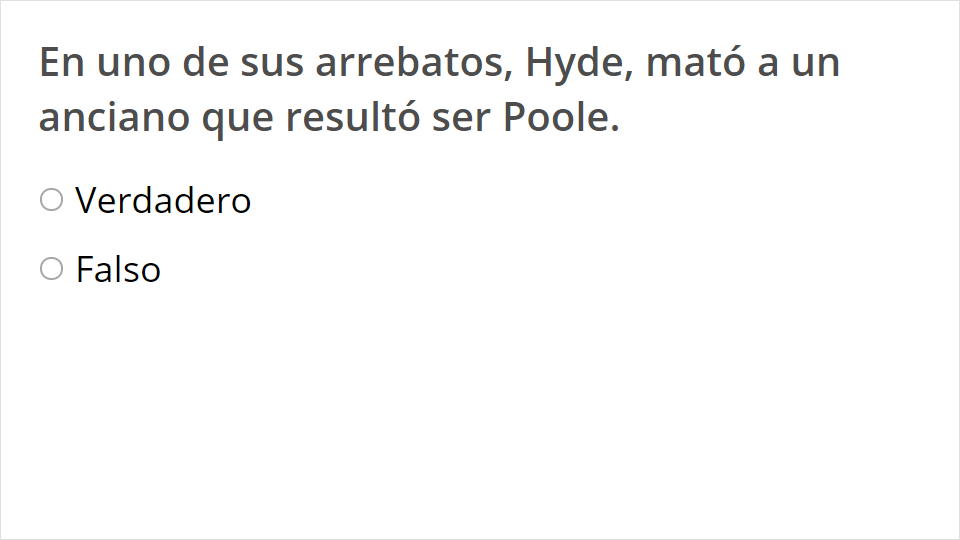 En uno de sus arrebatos, Hyde, mató a un
anciano que resultó ser Poole.
Verdadero
Falso